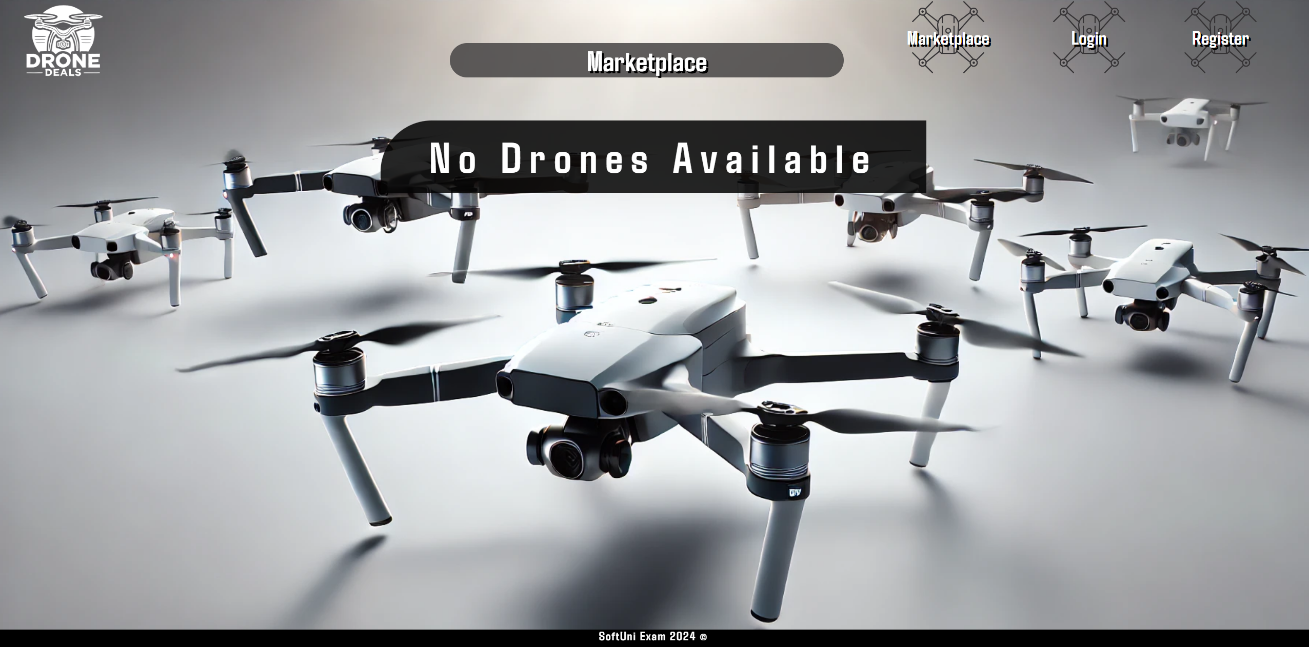 DRONE
DEALS
Marketplace
Login
Register
Marketplace
No Drones Available
SoftUni Exam 2024 ©